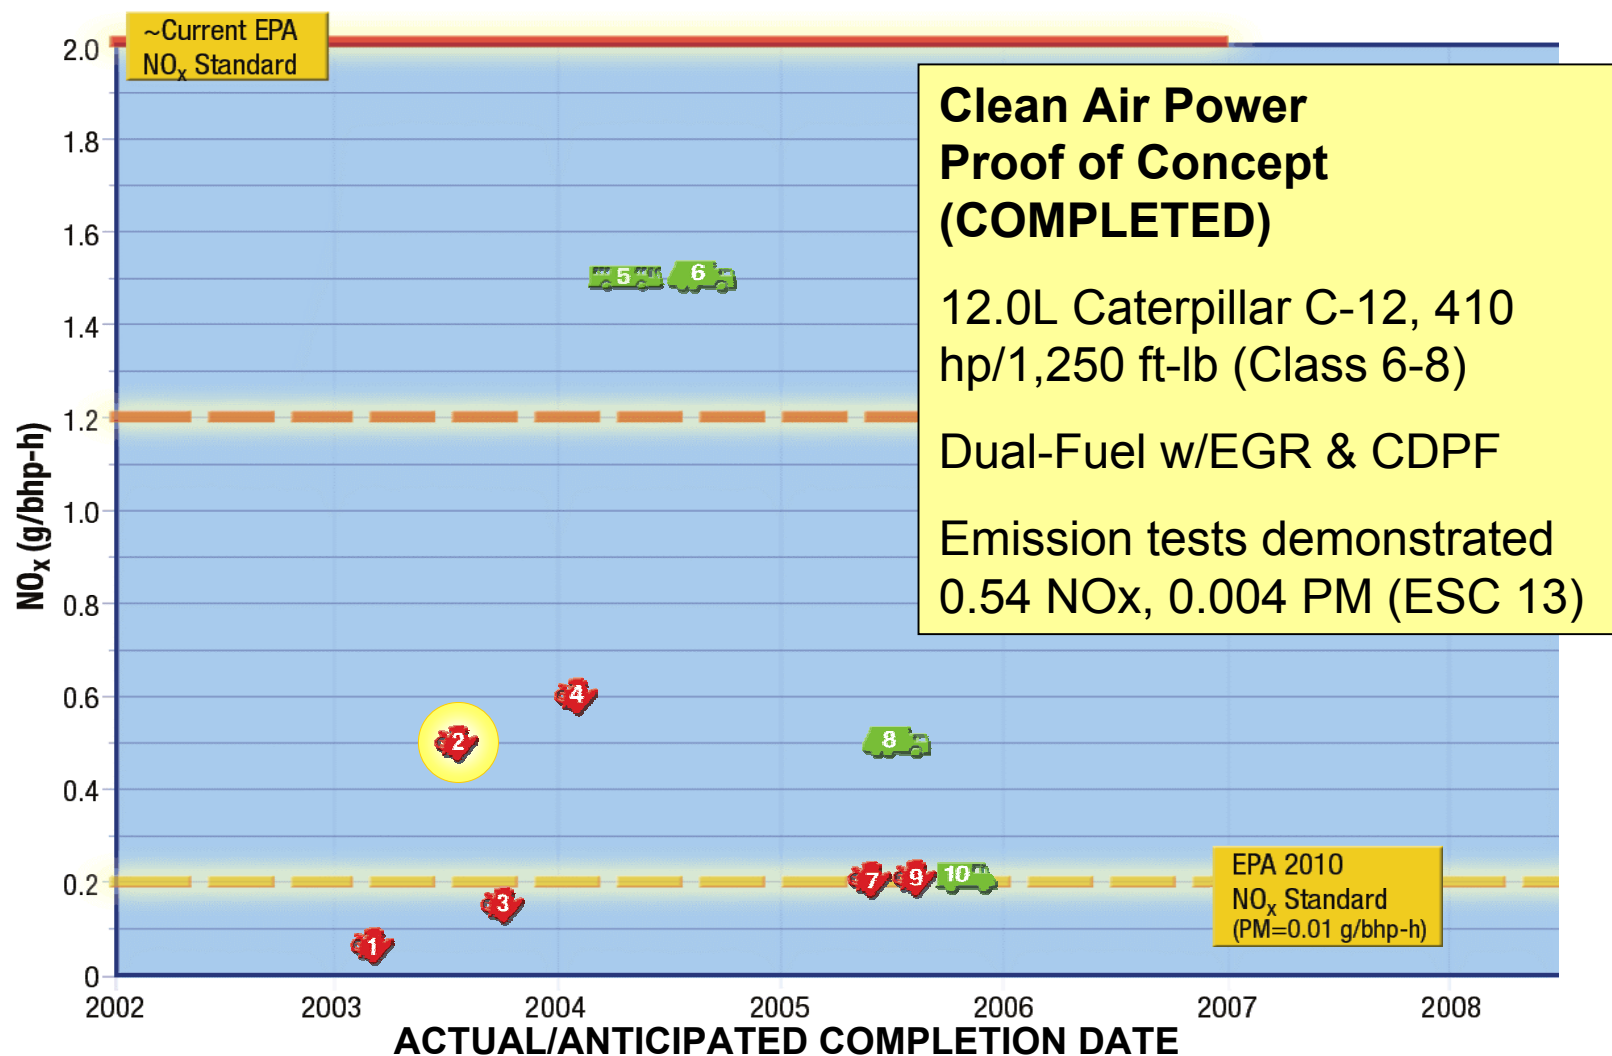 ~Current EPA
NOx Standard
2.0
1.8
1.6
1.4
1.2
1.0
0.8
0.6
0.4
0.2
0
NOx (g/bhp-h)
Clean Air Power
Proof of Concept
(COMPLETED)
12.0L Caterpillar C-12, 410
hp/1,250 ft-lb (Class 6-8)
Dual-Fuel w/EGR & CDPF
Emission tests demonstrated
0.54 NOx, 0.004 PM (ESC 13)
5
6
4
2
8
7
9
10
3
1
EPA 2010
NOx Standard
(PM=0.01 g/bhp-h)
2002
2003
2004
2005
2006
2007
2008
ACTUAL/ANTICIPATED COMPLETION DATE